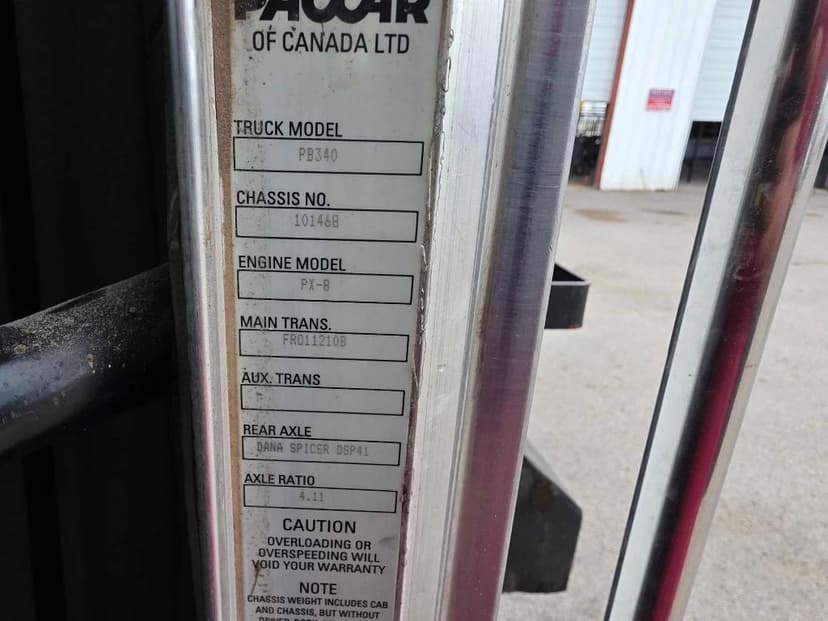 PACCAR
OF CANADA LTD
TRUCK MODEL
PB340
CHASSIS NO.
101468
ENGINE MODEL
PX-8
MAIN TRANS.
FRO11210B
AUX. TRANS
REAR AXLE
DANA SPICER DSP41
AXLE RATIO
4.11
CAUTION
OVERLOADING OR
OVERSPEEDING WILL
VOID YOUR WARRANTY
NOTE
CHASSIS WEIGHT INCLUDES CAB
AND CHASSIS, BUT WITHOUT